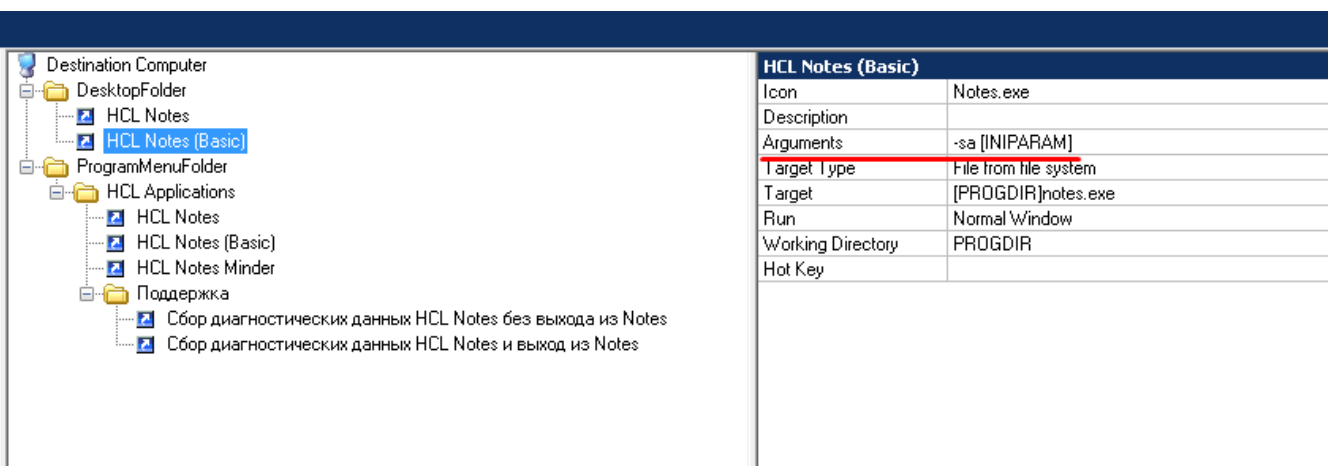 Destination Computer
DesktopFolder
HCL Notes
HCL Notes (Basic)
ProgramMenuFolder
HCL Applications
HCL Notes
HCL Notes (Basic)
HCL Notes Minder
Поддержка
Сбор диагностических данных HCL Notes без выхода из Notes
Сбор диагностических данных HCL Notes и выход из Notes
HCL Notes (Basic)
Icon Notes.exe
Description
Arguments -sa [INIPARAM]
Target Type File from file system
Target [PROGDIR]notes.exe
Run Normal Window
Working Directory PROGDIR
Hot Key